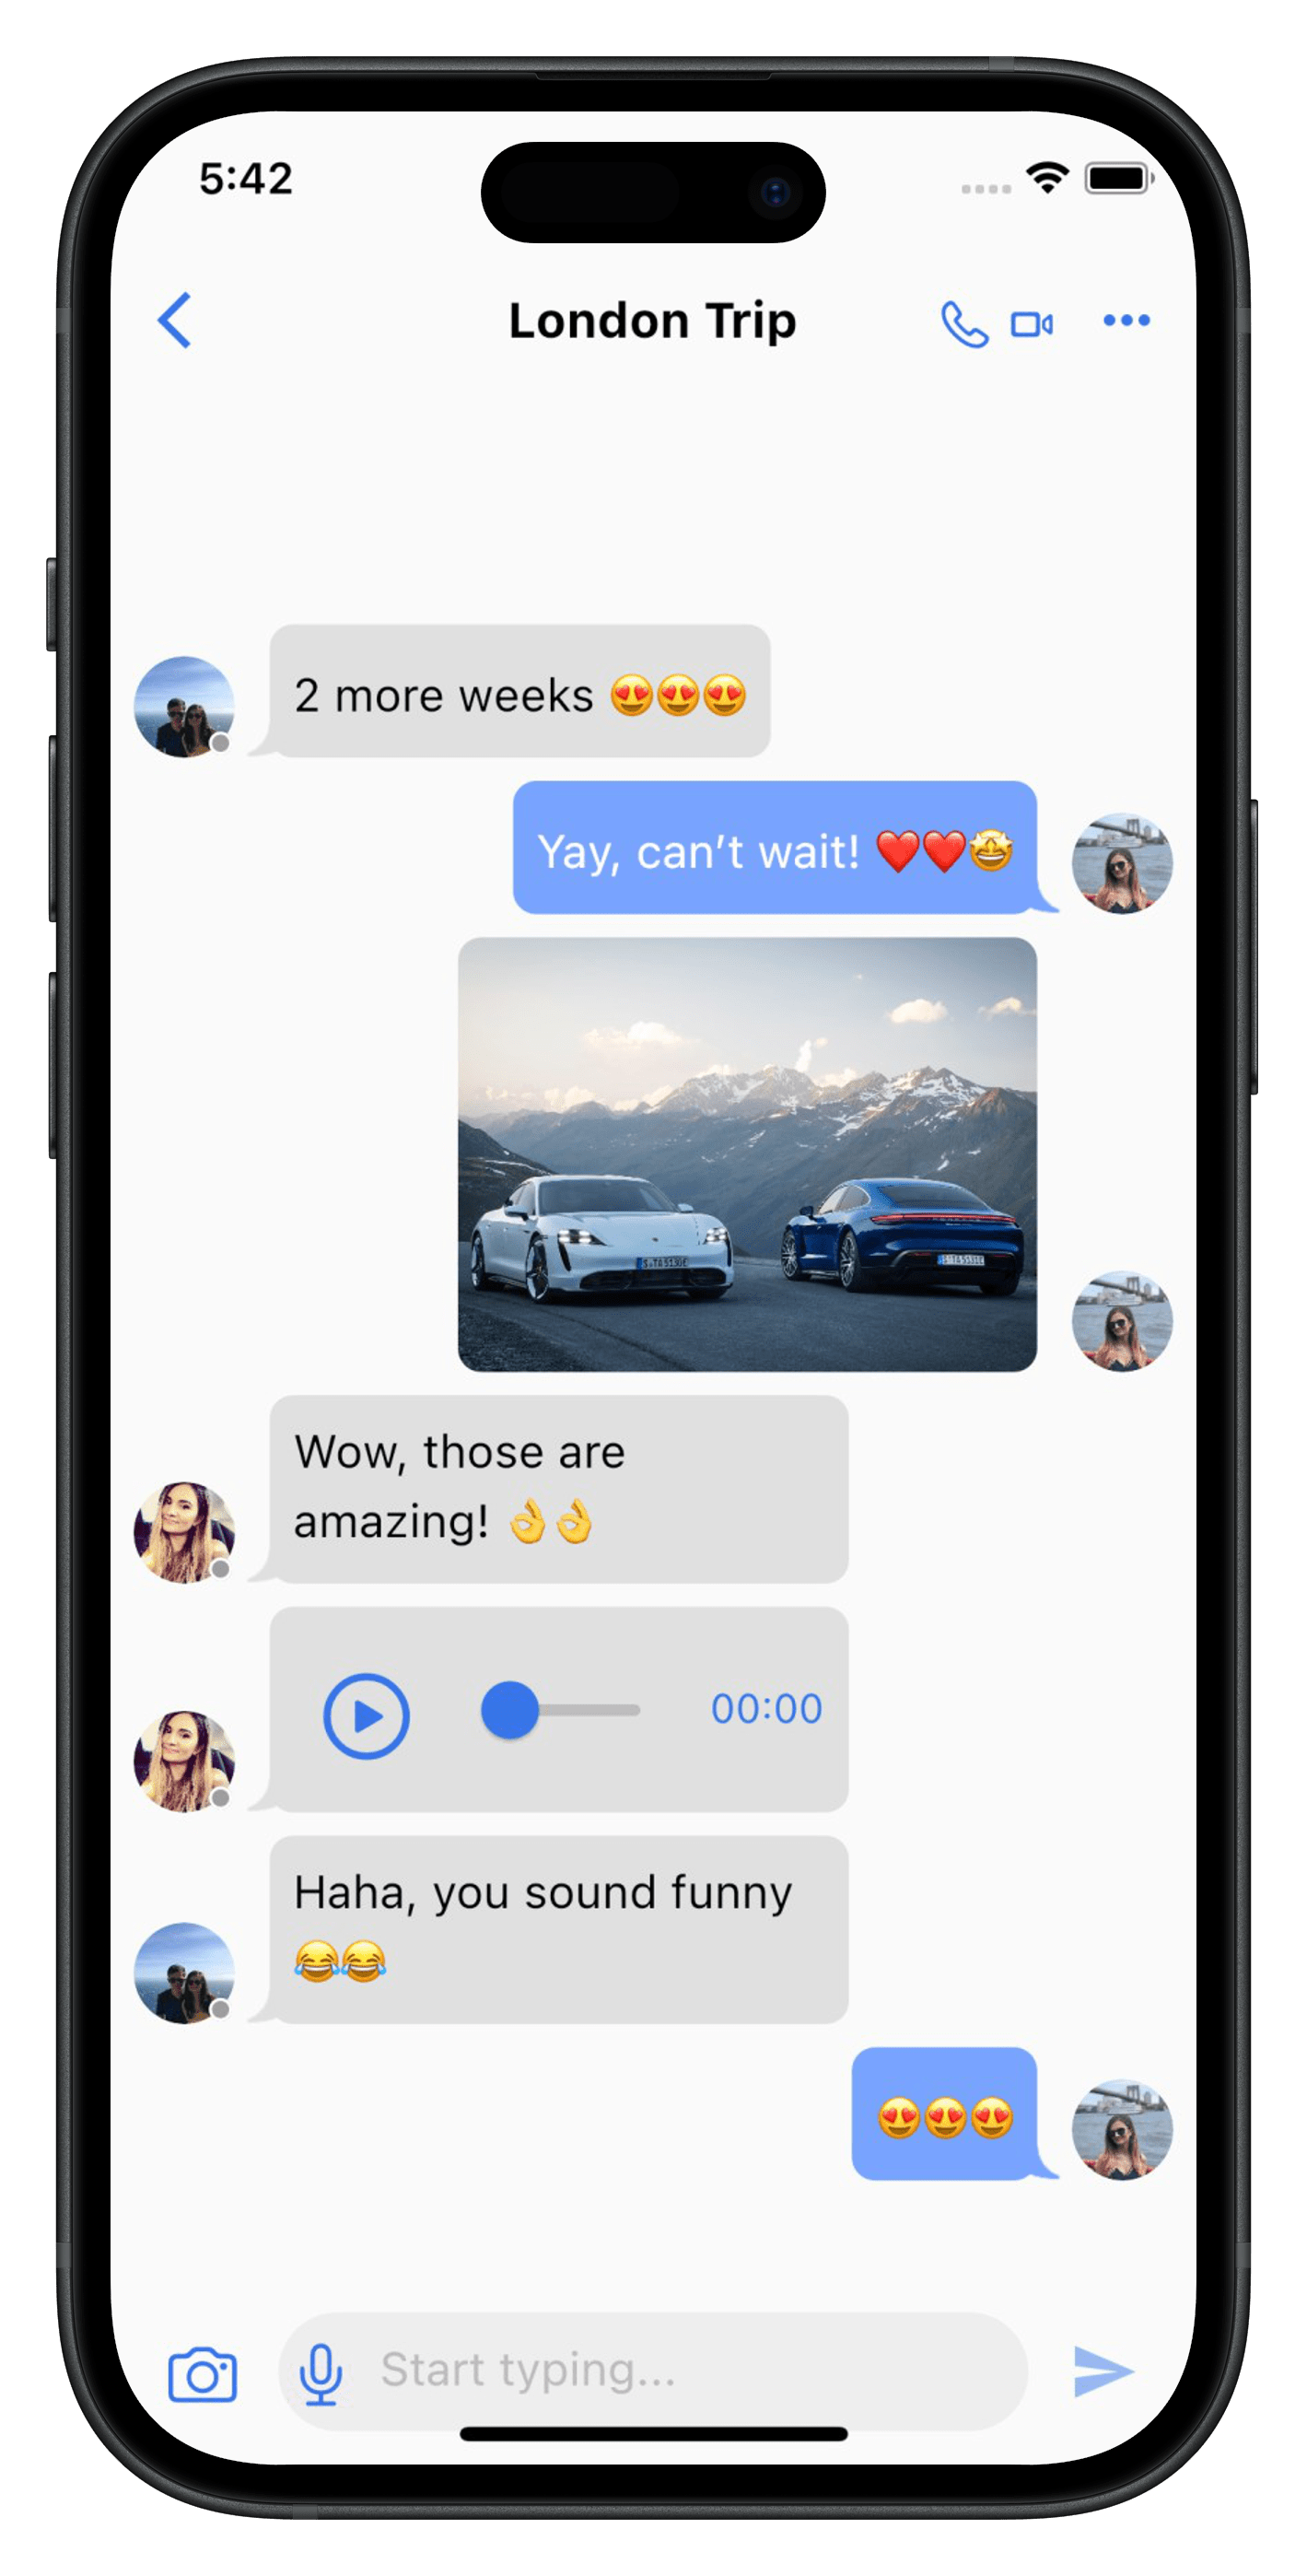 5:42
London Trip
2 more weeks 😍😍😍
Yay, can’t wait! ❤️❤️🤩
Wow, those are
amazing! 👌👌
00:00
Haha, you sound funny
😂😂
😍😍😍
Start typing...